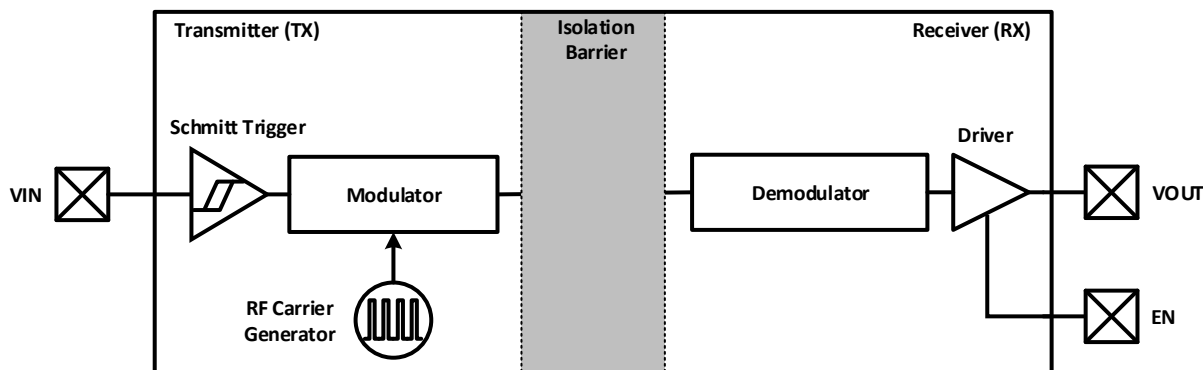 Transmitter (TX)
Isolation
Barrier
Receiver (RX)
Schmitt Trigger
Driver
VIN
Modulator
Demodulator
VOUT
RF Carrier
Generator
EN